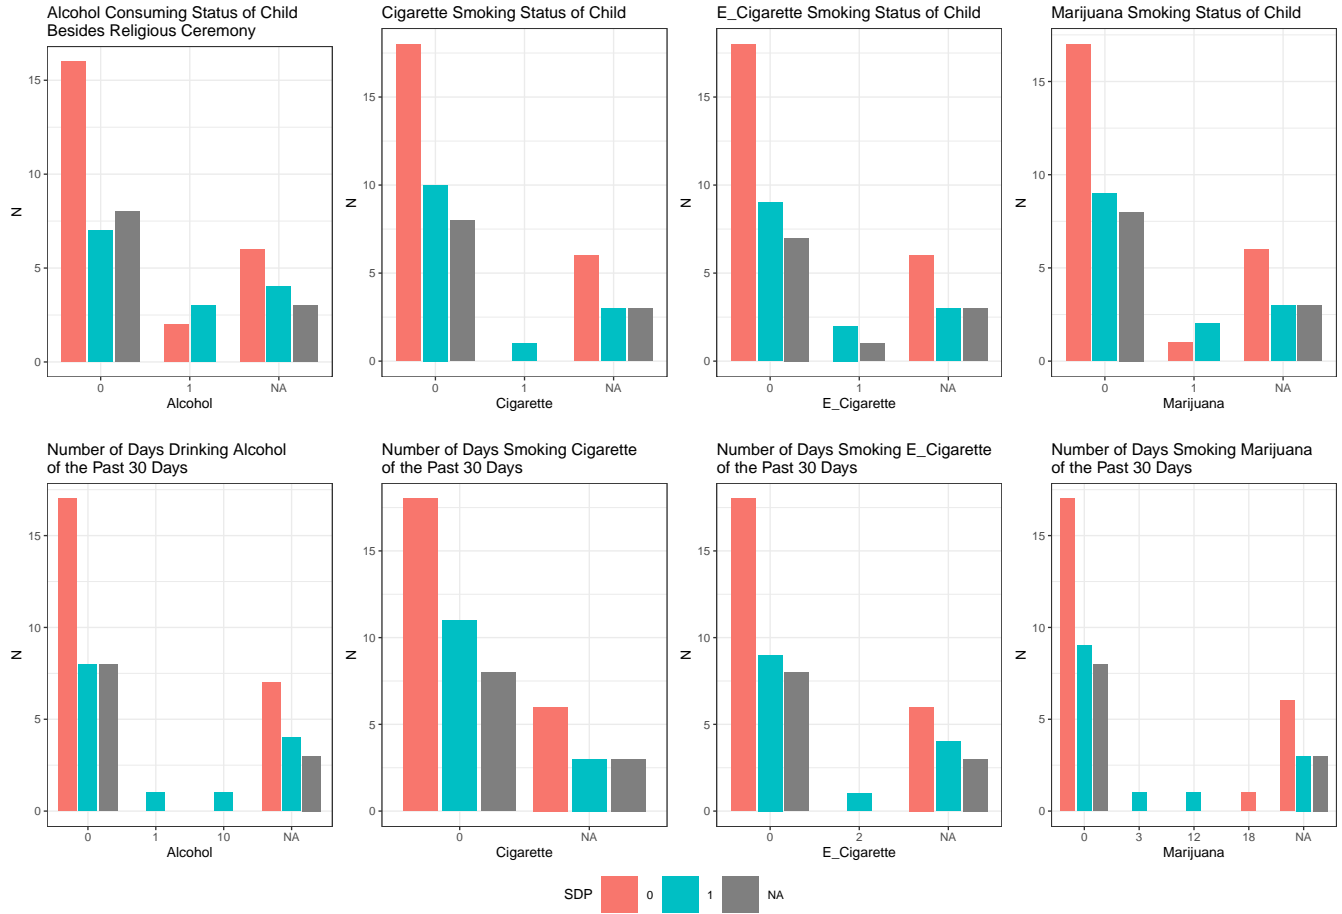 Alcohol Consuming Status of Child
Besides Religious Ceremony
N
15
10
5
0
0 1 NA
Alcohol
Cigarette Smoking Status of Child
N
15
10
5
0
0 1 NA
Cigarette
E_Cigarette Smoking Status of Child
N
15
10
5
0
0 1 NA
E_Cigarette
Marijuana Smoking Status of Child
N
15
10
5
0
0 1 NA
Marijuana
Number of Days Drinking Alcohol
of the Past 30 Days
N
15
10
5
0
0 1 10 NA
Alcohol
Number of Days Smoking Cigarette
of the Past 30 Days
N
15
10
5
0
0 NA
Cigarette
Number of Days Smoking E_Cigarette
of the Past 30 Days
N
15
10
5
0
0 2 NA
E_Cigarette
Number of Days Smoking Marijuana
of the Past 30 Days
N
15
10
5
0
0 3 12 18 NA
Marijuana
SDP 0 1 NA